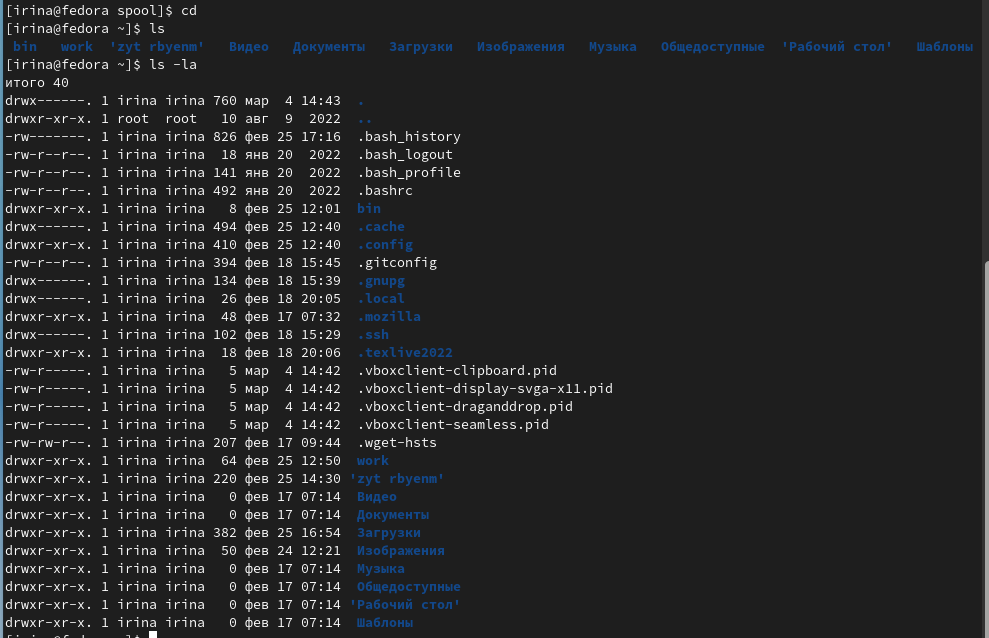 [irina@fedora spool]$ cd
[irina@fedora ~]$ ls
bin work 'zyt rbyenm' Видео Документы Загрузки Изображения Музыка Общедоступные 'Рабочий стол' Шаблоны
[irina@fedora ~]$ ls -la
итого 40
drwx------. 1 irina irina 760 мар 4 14:43 .
drwxr-xr-x. 1 root root 10 авг 9 2022 ..
-rw-------. 1 irina irina 826 фев 25 17:16 .bash_history
-rw-r--r--. 1 irina irina 18 янв 20 2022 .bash_logout
-rw-r--r--. 1 irina irina 141 янв 20 2022 .bash_profile
-rw-r--r--. 1 irina irina 492 янв 20 2022 .bashrc
drwxr-xr-x. 1 irina irina 8 фев 25 12:01 bin
drwx------. 1 irina irina 494 фев 25 12:40 .cache
drwxr-xr-x. 1 irina irina 410 фев 25 12:40 .config
-rw-r--r--. 1 irina irina 394 фев 18 15:45 .gitconfig
drwx------. 1 irina irina 134 фев 18 15:39 .gnupg
drwx------. 1 irina irina 26 фев 18 20:05 .local
drwxr-xr-x. 1 irina irina 48 фев 17 07:32 .mozilla
drwx------. 1 irina irina 102 фев 18 15:29 .ssh
drwxr-xr-x. 1 irina irina 18 фев 18 20:06 .texlive2022
-rw-r-----. 1 irina irina 5 мар 4 14:42 .vboxclient-clipboard.pid
-rw-r-----. 1 irina irina 5 мар 4 14:42 .vboxclient-display-svga-x11.pid
-rw-r-----. 1 irina irina 5 мар 4 14:42 .vboxclient-draganddrop.pid
-rw-r-----. 1 irina irina 5 мар 4 14:42 .vboxclient-seamless.pid
-rw-rw-r--. 1 irina irina 207 фев 17 09:44 .wget-hsts
drwxr-xr-x. 1 irina irina 64 фев 25 12:50 work
drwxr-xr-x. 1 irina irina 220 фев 25 14:30 'zyt rbyenm'
drwxr-xr-x. 1 irina irina 0 фев 17 07:14 Видео
drwxr-xr-x. 1 irina irina 0 фев 17 07:14 Документы
drwxr-xr-x. 1 irina irina 382 фев 25 16:54 Загрузки
drwxr-xr-x. 1 irina irina 50 фев 24 12:21 Изображения
drwxr-xr-x. 1 irina irina 0 фев 17 07:14 Музыка
drwxr-xr-x. 1 irina irina 0 фев 17 07:14 Общедоступные
drwxr-xr-x. 1 irina irina 0 фев 17 07:14 'Рабочий стол'
drwxr-xr-x. 1 irina irina 0 фев 17 07:14 Шаблоны